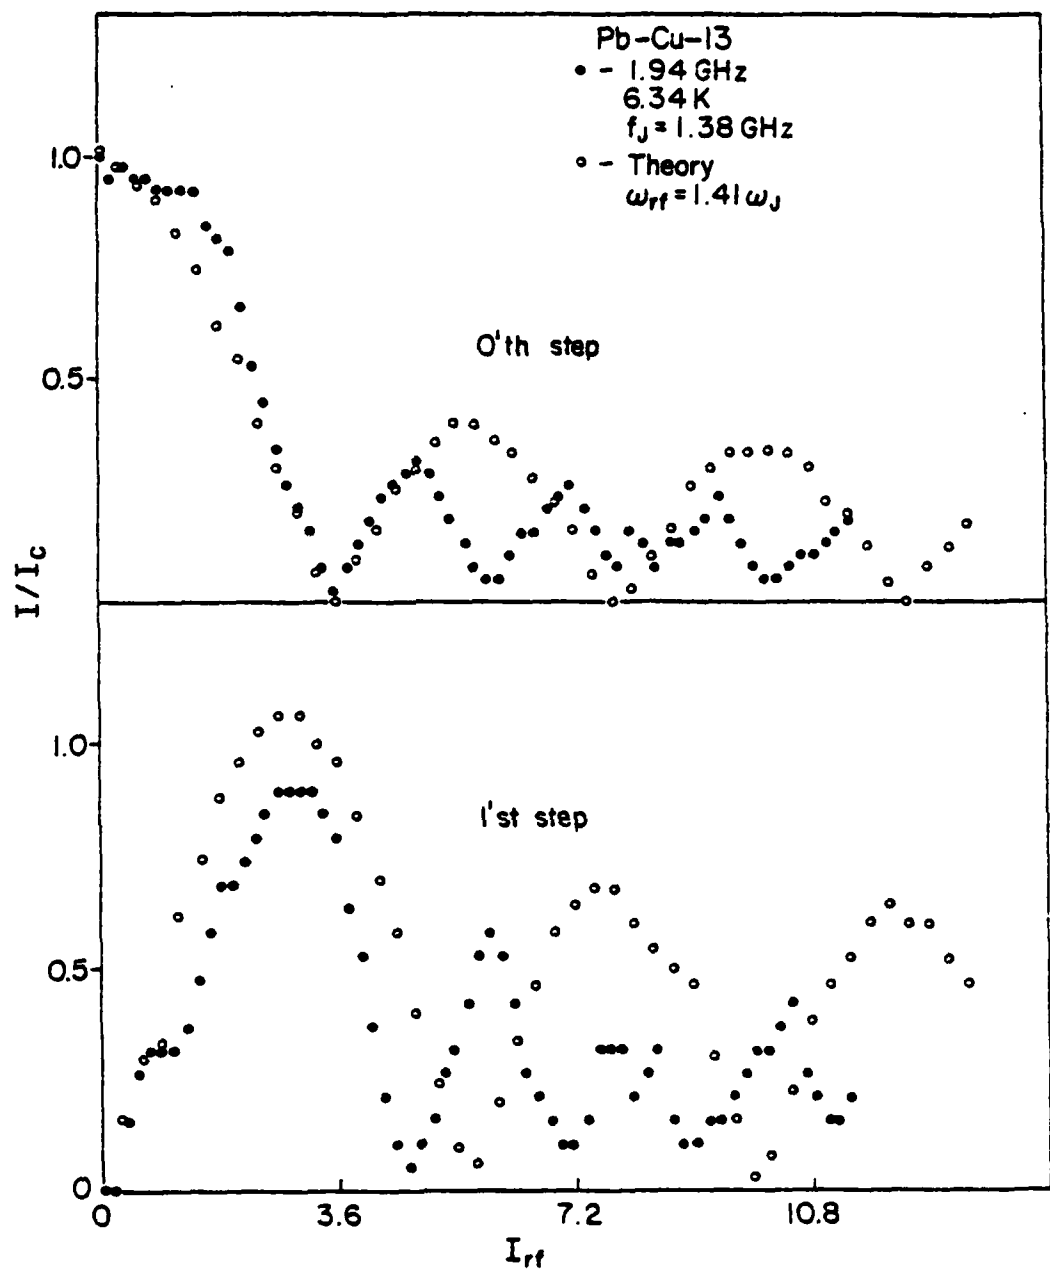 Pb-Cu-13
● - 1.94 GHz
6.34 K
f_J = 1.38 GHz
○ - Theory
ω_rf = 1.41 ω_J
1.0
0'th step
0.5
I/I_C
1.0
1'st step
0.5
0
0 3.6 7.2 10.8
I_rf